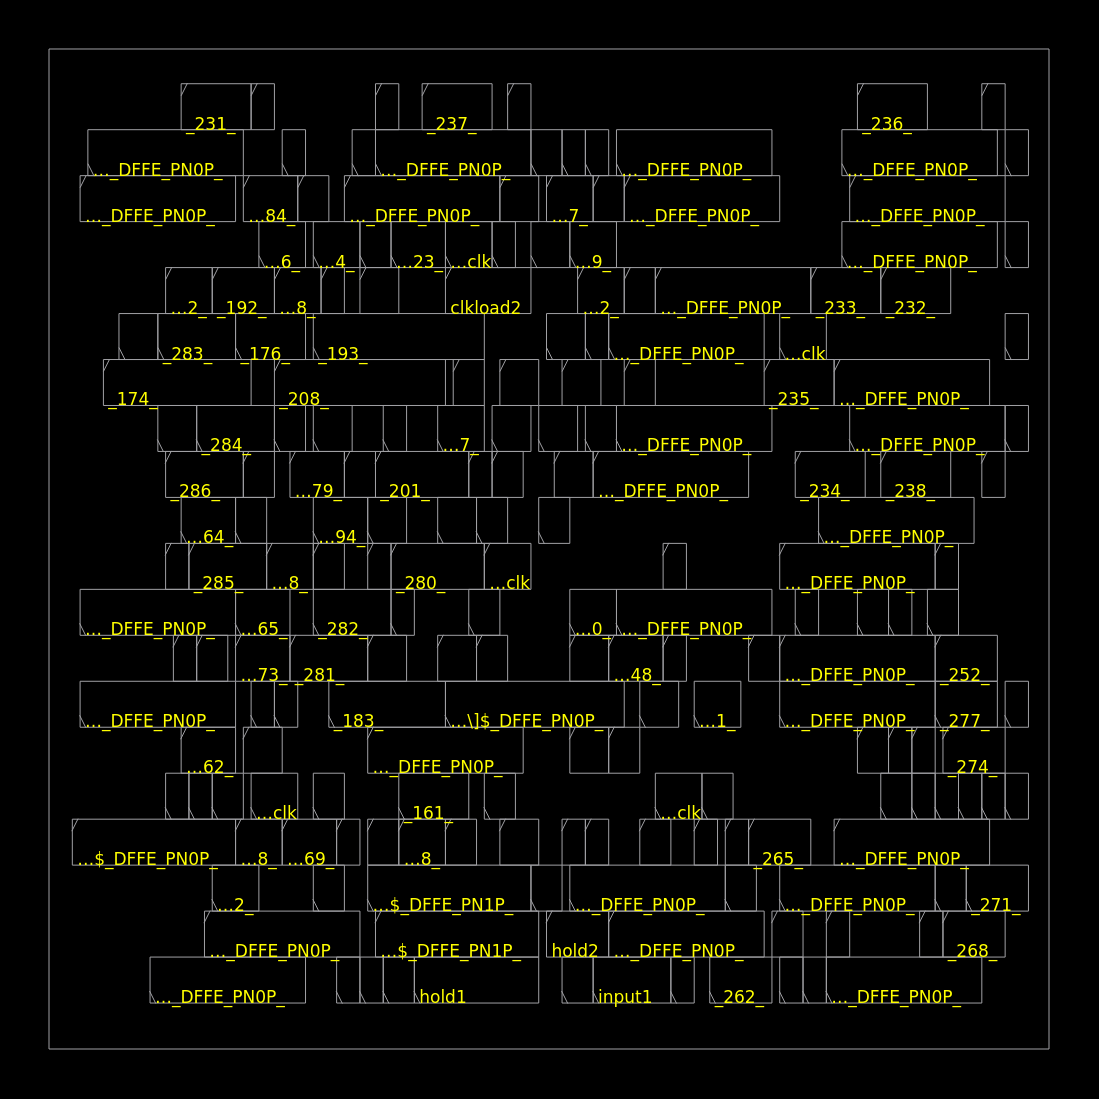 _231_ _237_ _236_
..._DFFE_PN0P_ ..._DFFE_PN0P_ ..._DFFE_PN0P_ ..._DFFE_PN0P_
..._DFFE_PN0P_ ...84_ ..._DFFE_PN0P_ ...7_ ..._DFFE_PN0P_ ..._DFFE_PN0P_
...6_ ...4_ ...23_ ...clk ...9_ ..._DFFE_PN0P_
...2_ _192_ ...8_ clkload2 ...2_ ..._DFFE_PN0P_ _233_ _232_
_283_ _176_ _193_ ..._DFFE_PN0P_ ...clk
_174_ _208_ _235_ ..._DFFE_PN0P_
_284_ ...7_ ..._DFFE_PN0P_ ..._DFFE_PN0P_
_286_ ...79_ _201_ ..._DFFE_PN0P_ _234_ _238_
...64_ ...94_ ..._DFFE_PN0P_
_285_ ...8_ _280_ ...clk ..._DFFE_PN0P_
..._DFFE_PN0P_ ...65_ _282_ ...0_ ..._DFFE_PN0P_
...73_ _281_ ...48_ ..._DFFE_PN0P_ _252_
..._DFFE_PN0P_ _183_ ...\]$_DFFE_PN0P_ ...1_ ..._DFFE_PN0P_ _277_
...62_ ..._DFFE_PN0P_ _274_
...clk _161_ ...clk
...$_DFFE_PN0P_ ...8_ ...69_ ...8_ _265_ ..._DFFE_PN0P_
...2_ ...$_DFFE_PN1P_ ..._DFFE_PN0P_ ..._DFFE_PN0P_ _271_
..._DFFE_PN0P_ ...$_DFFE_PN1P_ hold2 ..._DFFE_PN0P_ _268_
..._DFFE_PN0P_ hold1 input1 _262_ ..._DFFE_PN0P_